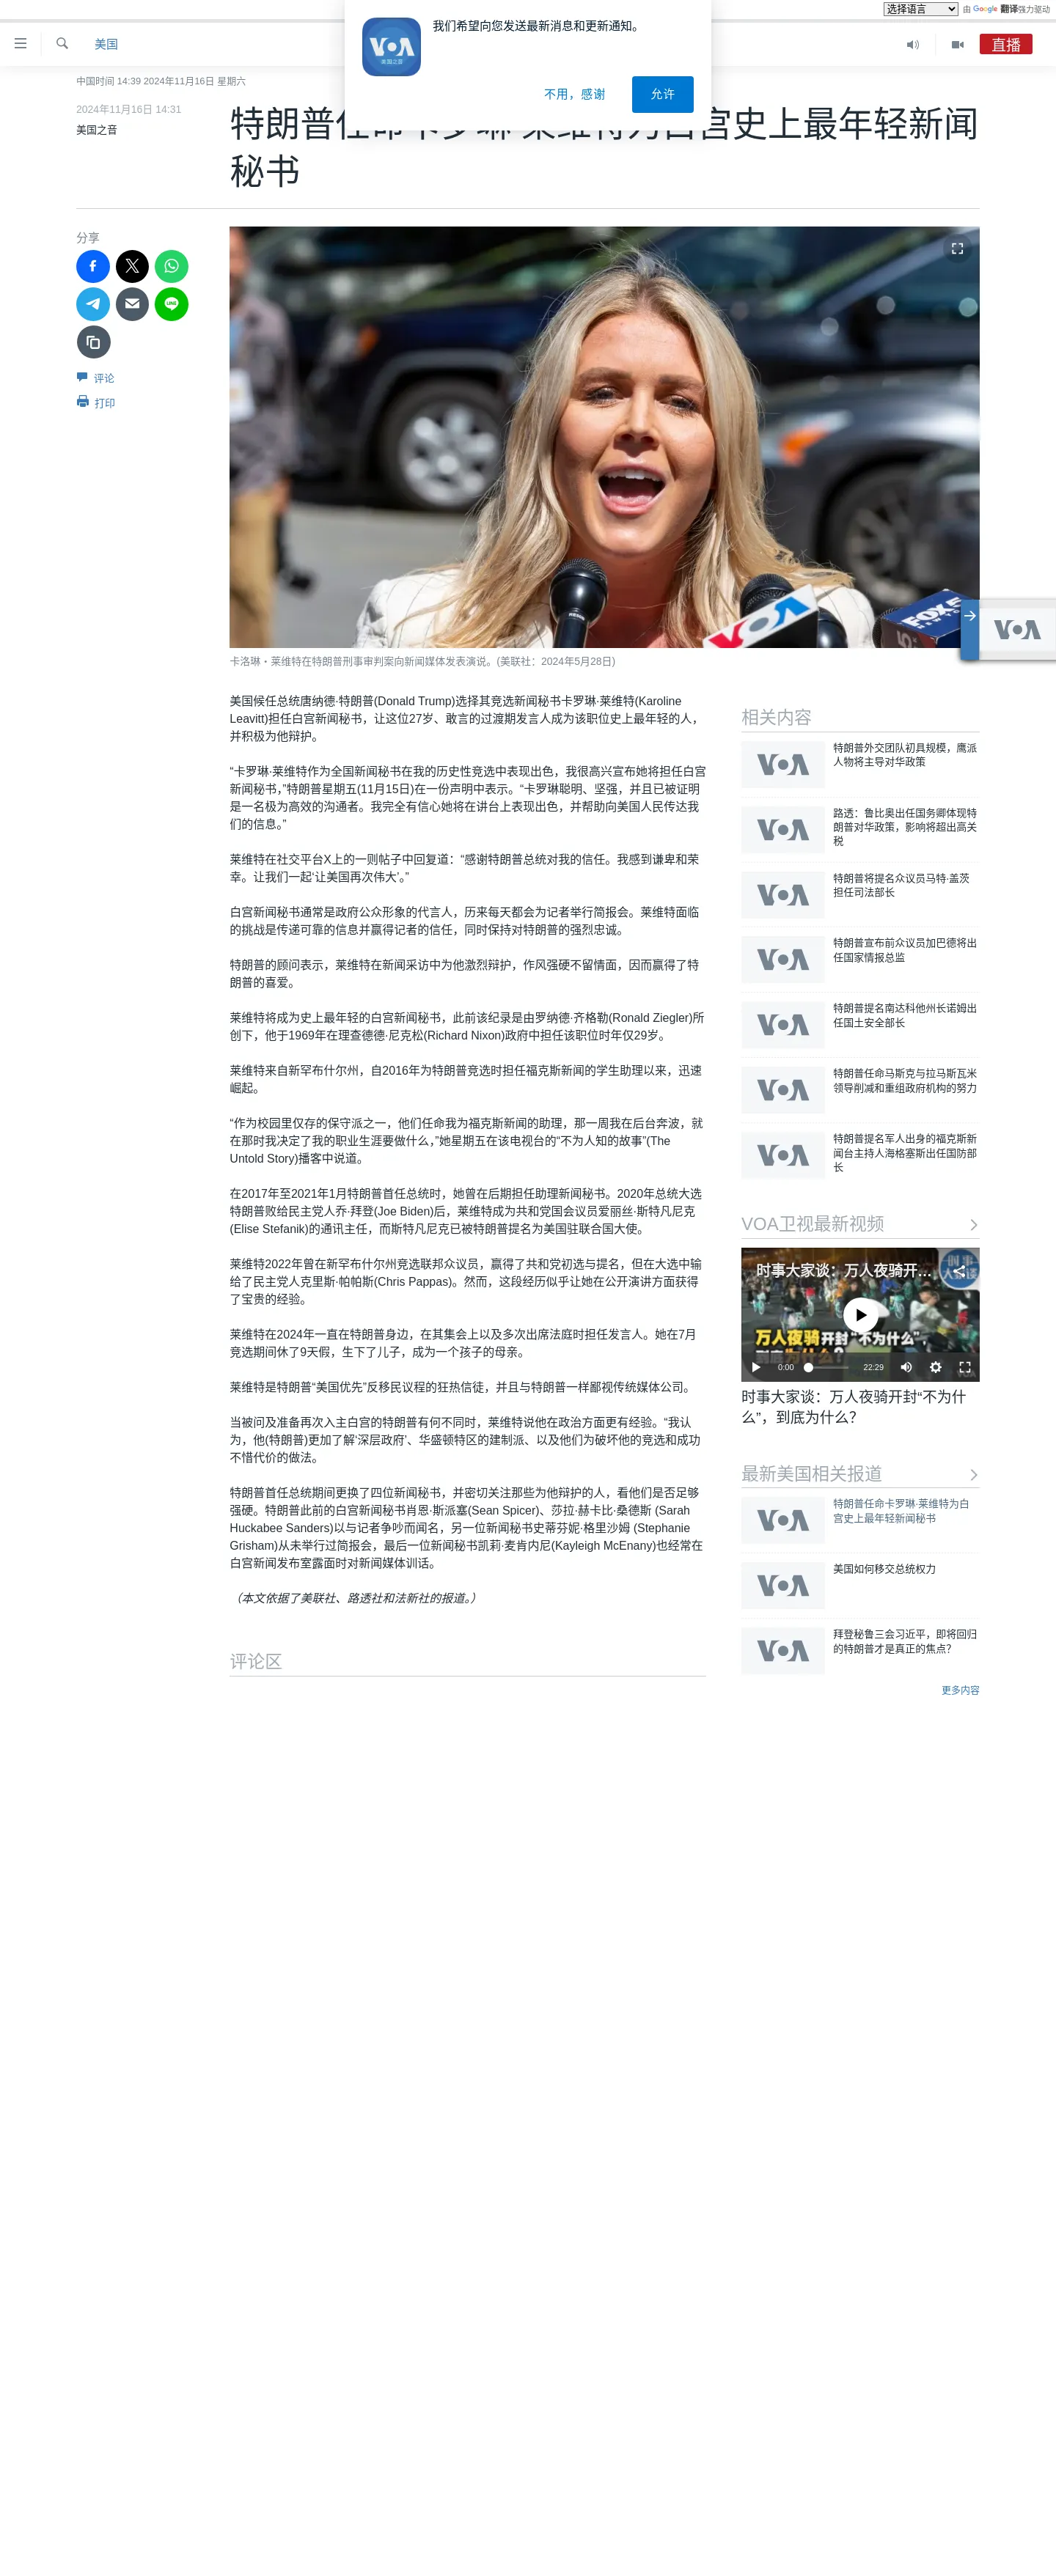 选择语言 由 Google 翻译强力驱动
我们希望向您发送最新消息和更新通知。
VOA
美国之音
不用，感谢
允许
美国
直播
中国时间 14:39 2024年11月16日 星期六
2024年11月16日 14:31
美国之音
特朗普任命卡罗琳·莱维特为白宫史上最年轻新闻
秘书
分享
评论
打印
VOA
FOX 5
VOA
卡洛琳・莱维特在特朗普刑事审判案向新闻媒体发表演说。(美联社：2024年5月28日)
美国候任总统唐纳德·特朗普(Donald Trump)选择其竞选新闻秘书卡罗琳·莱维特(Karoline
Leavitt)担任白宫新闻秘书，让这位27岁、敢言的过渡期发言人成为该职位史上最年轻的人，
并积极为他辩护。
“卡罗琳·莱维特作为全国新闻秘书在我的历史性竞选中表现出色，我很高兴宣布她将担任白宫
新闻秘书，”特朗普星期五(11月15日)在一份声明中表示。“卡罗琳聪明、坚强，并且已被证明
是一名极为高效的沟通者。我完全有信心她将在讲台上表现出色，并帮助向美国人民传达我
们的信息。”
莱维特在社交平台X上的一则帖子中回复道：“感谢特朗普总统对我的信任。我感到谦卑和荣
幸。让我们一起‘让美国再次伟大’。”
白宫新闻秘书通常是政府公众形象的代言人，历来每天都会为记者举行简报会。莱维特面临
的挑战是传递可靠的信息并赢得记者的信任，同时保持对特朗普的强烈忠诚。
特朗普的顾问表示，莱维特在新闻采访中为他激烈辩护，作风强硬不留情面，因而赢得了特
朗普的喜爱。
莱维特将成为史上最年轻的白宫新闻秘书，此前该纪录是由罗纳德·齐格勒(Ronald Ziegler)所
创下，他于1969年在理查德德·尼克松(Richard Nixon)政府中担任该职位时年仅29岁。
莱维特来自新罕布什尔州，自2016年为特朗普竞选时担任福克斯新闻的学生助理以来，迅速
崛起。
“作为校园里仅存的保守派之一，他们任命我为福克斯新闻的助理，那一周我在后台奔波，就
在那时我决定了我的职业生涯要做什么，”她星期五在该电视台的“不为人知的故事”(The
Untold Story)播客中说道。
在2017年至2021年1月特朗普首任总统时，她曾在后期担任助理新闻秘书。2020年总统大选
特朗普败给民主党人乔·拜登(Joe Biden)后，莱维特成为共和党国会议员爱丽丝·斯特凡尼克
(Elise Stefanik)的通讯主任，而斯特凡尼克已被特朗普提名为美国驻联合国大使。
莱维特2022年曾在新罕布什尔州竞选联邦众议员，赢得了共和党初选与提名，但在大选中输
给了民主党人克里斯·帕帕斯(Chris Pappas)。然而，这段经历似乎让她在公开演讲方面获得
了宝贵的经验。
莱维特在2024年一直在特朗普身边，在其集会上以及多次出席法庭时担任发言人。她在7月
竞选期间休了9天假，生下了儿子，成为一个孩子的母亲。
莱维特是特朗普“美国优先”反移民议程的狂热信徒，并且与特朗普一样鄙视传统媒体公司。
当被问及准备再次入主白宫的特朗普有何不同时，莱维特说他在政治方面更有经验。“我认
为，他(特朗普)更加了解‘深层政府’、华盛顿特区的建制派、以及他们为破坏他的竞选和成功
不惜代价的做法。
特朗普首任总统期间更换了四位新闻秘书，并密切关注那些为他辩护的人，看他们是否足够
强硬。特朗普此前的白宫新闻秘书肖恩·斯派塞(Sean Spicer)、莎拉·赫卡比·桑德斯 (Sarah
Huckabee Sanders)以与记者争吵而闻名，另一位新闻秘书史蒂芬妮·格里沙姆 (Stephanie
Grisham)从未举行过简报会，最后一位新闻秘书凯莉·麦肯内尼(Kayleigh McEnany)也经常在
白宫新闻发布室露面时对新闻媒体训话。
（本文依据了美联社、路透社和法新社的报道。）
评论区
相关内容
VOA
特朗普外交团队初具规模，鹰派
人物将主导对华政策
VOA
路透：鲁比奥出任国务卿体现特
朗普对华政策，影响将超出高关
税
VOA
特朗普将提名众议员马特·盖茨
担任司法部长
VOA
特朗普宣布前众议员加巴德将出
任国家情报总监
VOA
特朗普提名南达科他州长诺姆出
任国土安全部长
VOA
特朗普任命马斯克与拉马斯瓦米
领导削减和重组政府机构的努力
VOA
特朗普提名军人出身的福克斯新
闻台主持人海格塞斯出任国防部
长
VOA卫视最新视频
时事大家谈：万人夜骑开...
万人夜骑开封“不为什么”
到底为什么？
0:00 22:29
时事大家谈：万人夜骑开封“不为什
么”，到底为什么？
最新美国相关报道
VOA
特朗普任命卡罗琳·莱维特为白
宫史上最年轻新闻秘书
VOA
美国如何移交总统权力
VOA
拜登秘鲁三会习近平，即将回归
的特朗普才是真正的焦点？
更多内容